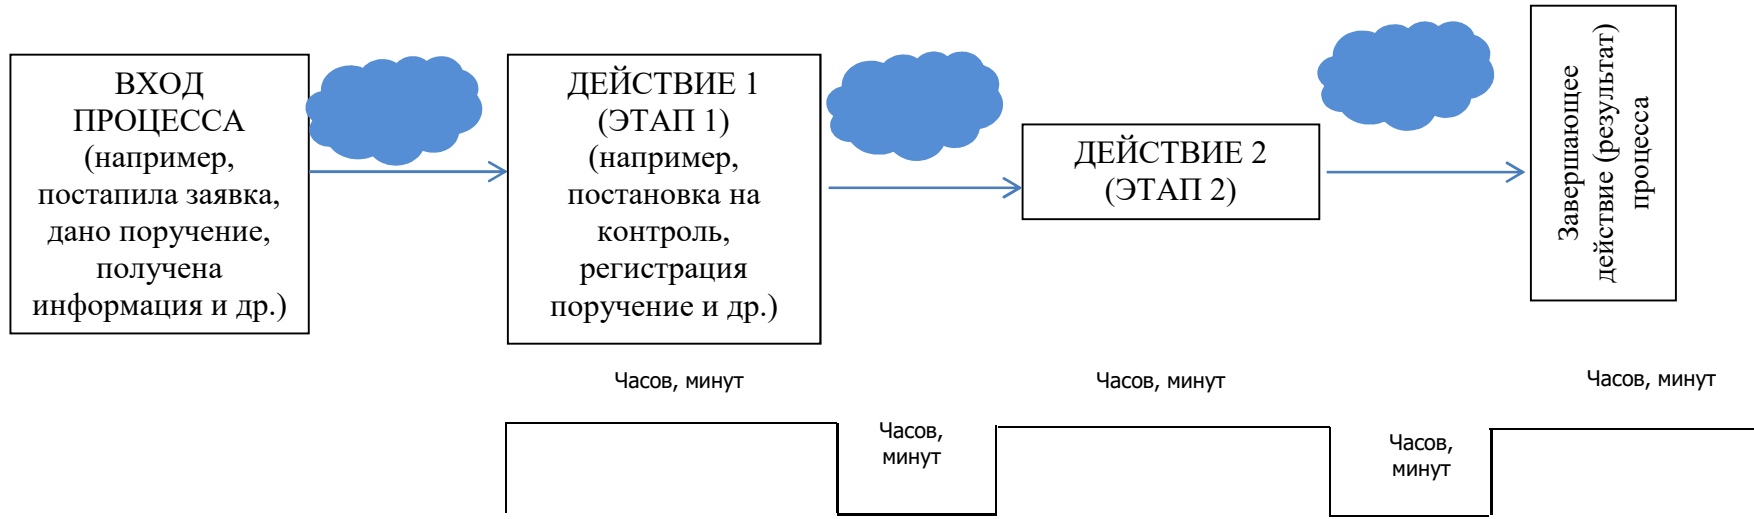 ВХОД
ПРОЦЕССА
(например,
постапила заявка,
дано поручение,
получена
информация и др.)
ДЕЙСТВИЕ 1
(ЭТАП 1)
(например,
постановка на
контроль,
регистрация
поручение и др.)
ДЕЙСТВИЕ 2
(ЭТАП 2)
Завершающее
действие (результат)
процесса
Часов, минут
Часов,
минут
Часов, минут
Часов,
минут
Часов, минут